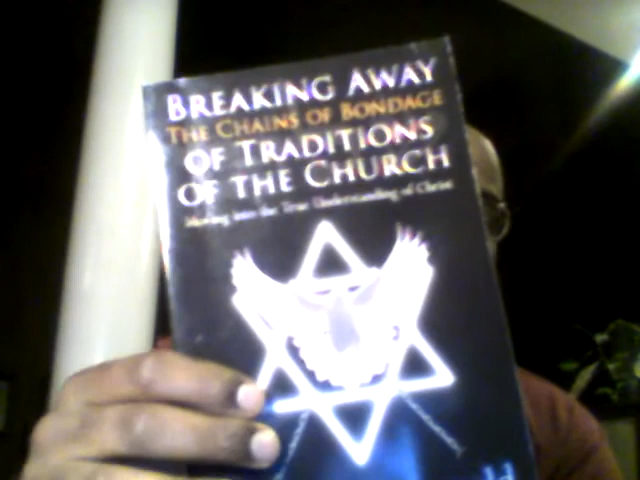 BREAKING AWAY
THE CHAINS OF BONDAGE
OF TRADITIONS
OF THE CHURCH
Moving into the True Understanding of Christ